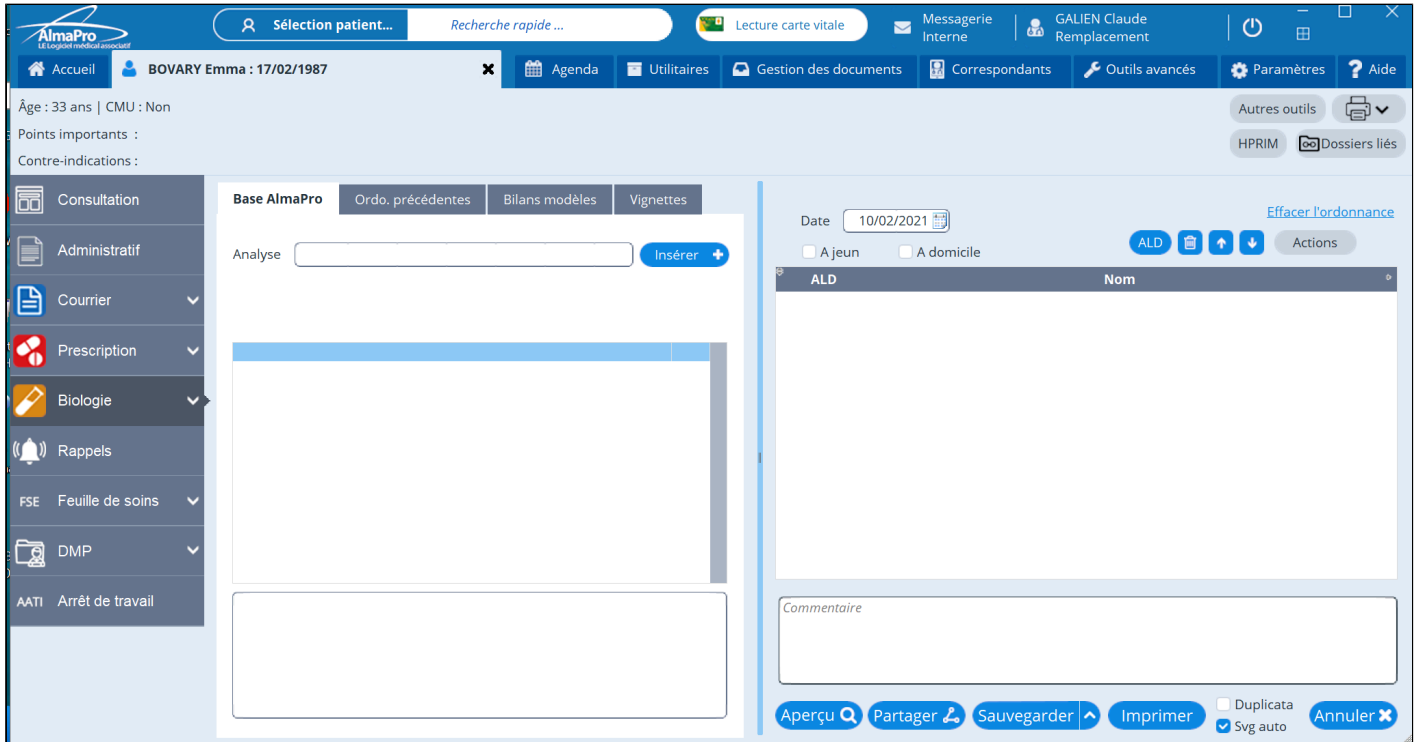 AlmaPro
LE Logiciel médical associatif
Sélection patient...
Recherche rapide ...
Lecture carte vitale
Messagerie
Interne
GALIEN Claude
Remplacement
Accueil
BOVARY Emma : 17/02/1987
Agenda
Utilitaires
Gestion des documents
Correspondants
Outils avancés
Paramètres
? Aide
Âge : 33 ans | CMU : Non
Points importants :
Contre-indications :
Autres outils
HPRIM
Dossiers liés
Consultation
Administratif
Courrier
Prescription
Biologie
Rappels
FSE Feuille de soins
DMP
AATI Arrêt de travail
Base AlmaPro
Ordo. précédentes
Bilans modèles
Vignettes
Analyse
Insérer
Date 10/02/2021
Effacer l'ordonnance
A jeun
A domicile
ALD
Actions
ALD
Nom
Commentaire
Aperçu
Partager
Sauvegarder
Imprimer
Duplicata
Svg auto
Annuler